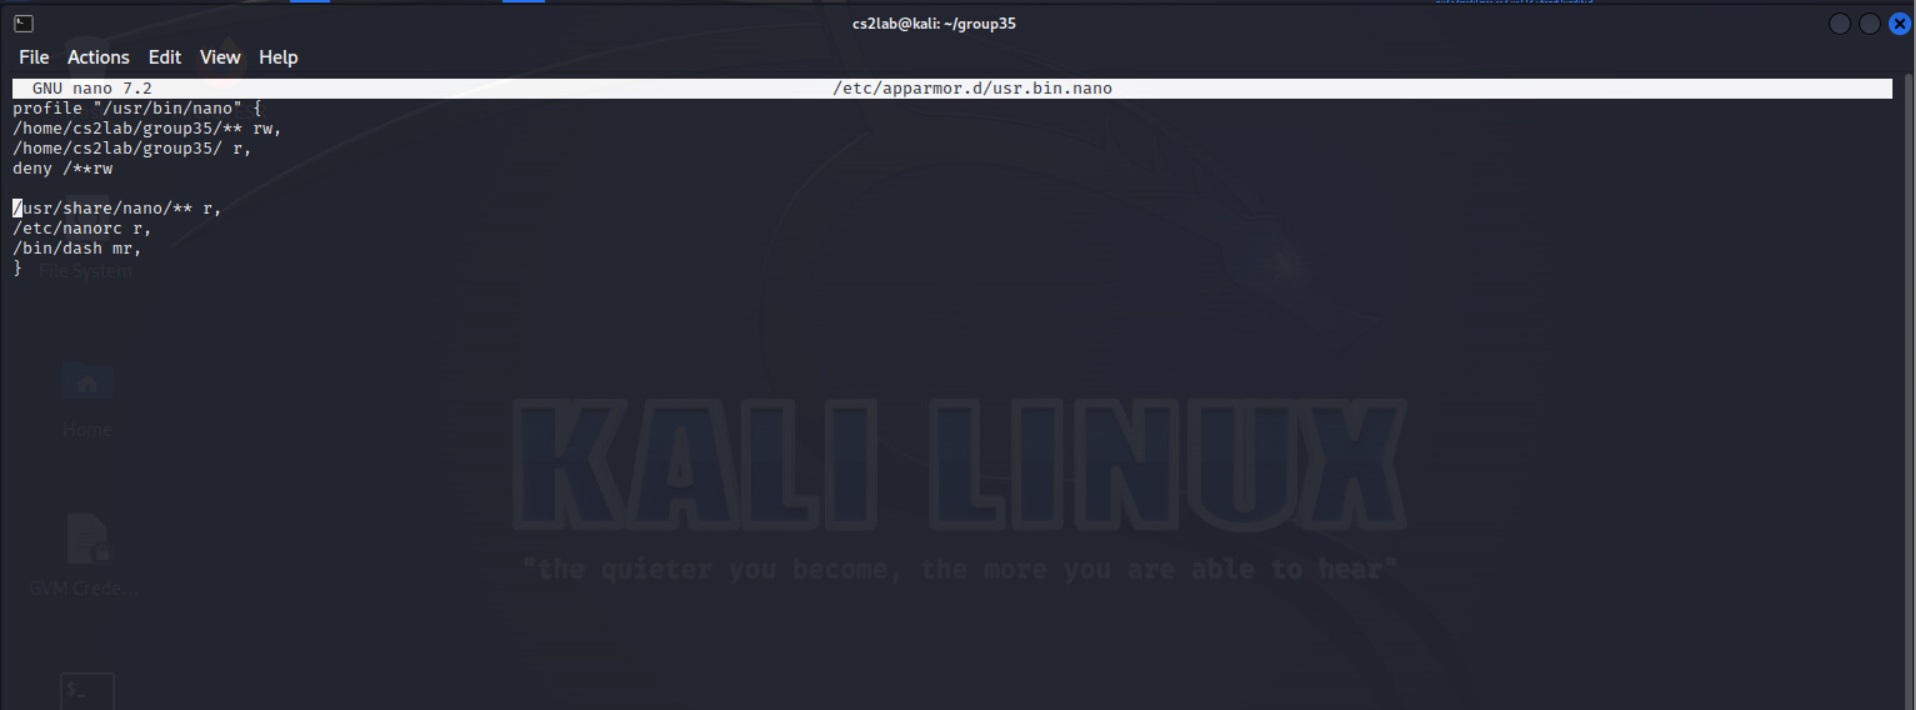 cs2lab@kali: ~/group35
File Actions Edit View Help
GNU nano 7.2 /etc/apparmor.d/usr.bin.nano
profile "/usr/bin/nano" {
/home/cs2lab/group35/** rw,
/home/cs2lab/group35/ r,
deny /**rw
/usr/share/nano/** r,
/etc/nanorc r,
/bin/dash mr,
}
File System
Home
KALI LINUX
"the quieter you become, the more you are able to hear"
GVM Crede...
$_